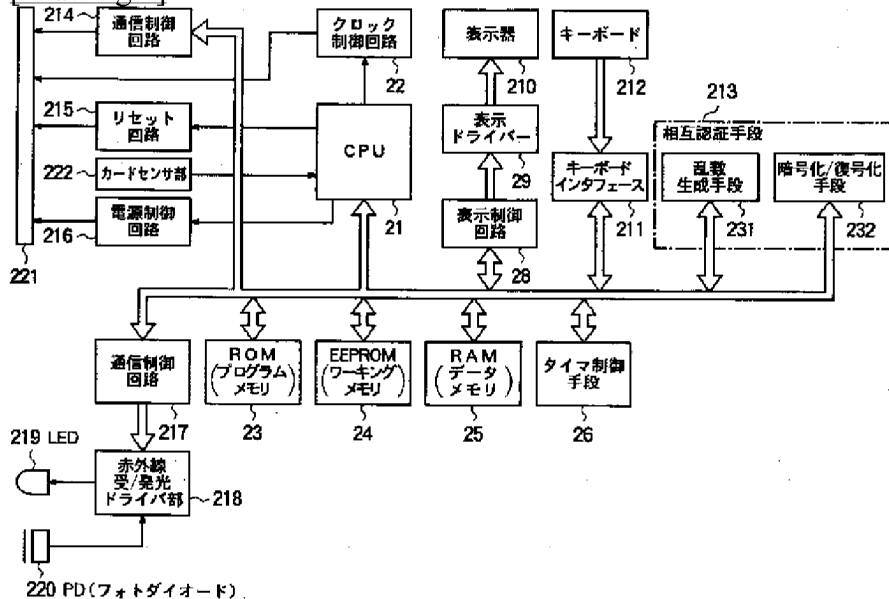 214
通信制御
回路
クロック
制御回路
22
表示器
210
キーボード
212
215
リセット
回路
CPU
21
表示
ドライバー
29
213
相互認証手段
222
カードセンサ部
キーボード
インタフェース
211
乱数
生成手段
231
暗号化/復号化
手段
232
216
電源制御
回路
表示制御
回路
28
221
通信制御
回路
217
ROM
(プログラム
メモリ)
23
EEPROM
(ワーキング
メモリ)
24
RAM
(データ
メモリ)
25
タイマ制御
手段
26
219 LED
赤外線
受/発光
ドライバ部
218
220 PD(フォトダイオード)